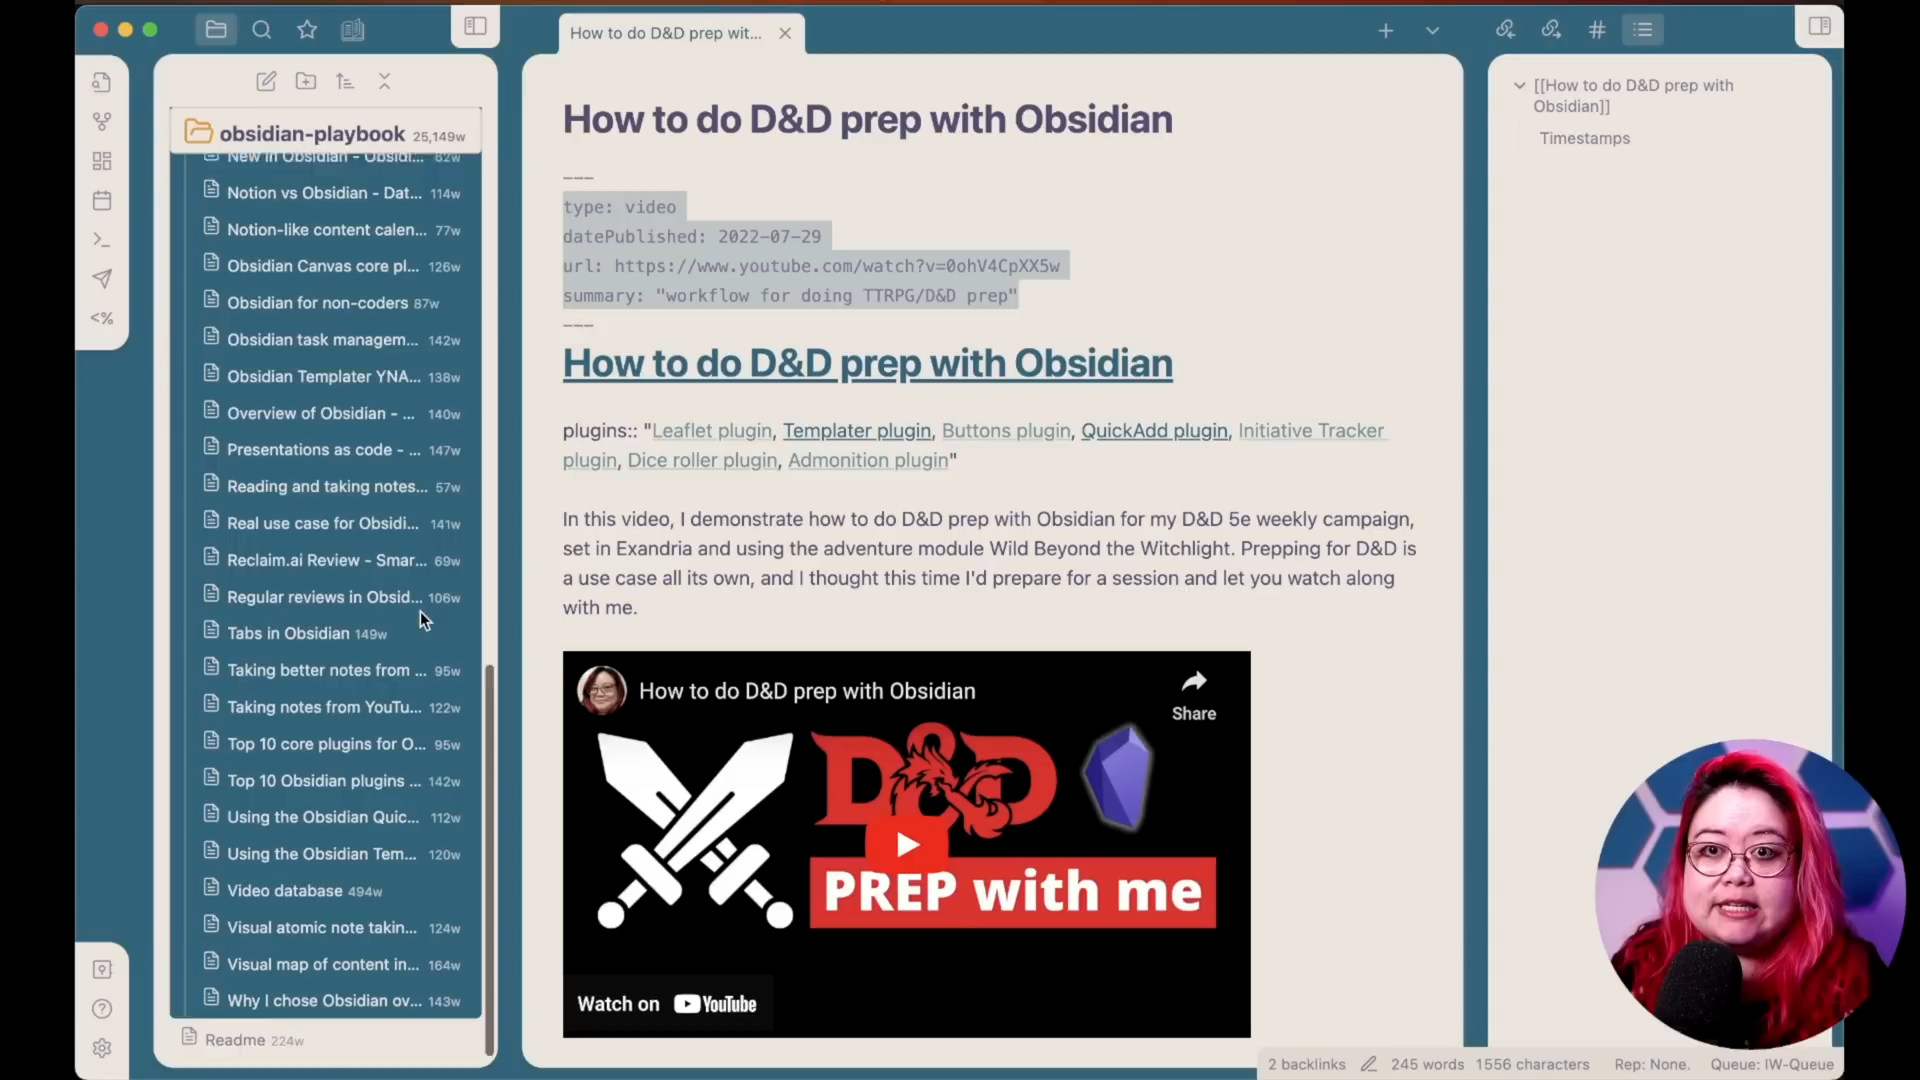 How to do D&D prep wit...
obsidian-playbook 25,149w
New in Obsidian - Obsidi... 62w
Notion vs Obsidian - Dat... 114w
Notion-like content calen... 77w
Obsidian Canvas core pl... 126w
Obsidian for non-coders 87w
Obsidian task managem... 142w
Obsidian Templater YNA... 138w
Overview of Obsidian - ... 140w
Presentations as code - ... 147w
Reading and taking notes... 57w
Real use case for Obsidi... 141w
Reclaim.ai Review - Smar... 69w
Regular reviews in Obsid... 106w
Tabs in Obsidian 149w
Taking better notes from ... 95w
Taking notes from YouTu... 122w
Top 10 core plugins for O... 95w
Top 10 Obsidian plugins ... 142w
Using the Obsidian Quic... 112w
Using the Obsidian Tem... 120w
Video database 494w
Visual atomic note takin... 124w
Visual map of content in... 164w
Why I chose Obsidian ov... 143w
Readme 224w
<%
How to do D&D prep with Obsidian
---
type: video
datePublished: 2022-07-29
url: https://www.youtube.com/watch?v=0ohV4CpXX5w
summary: "workflow for doing TTRPG/D&D prep"
---
How to do D&D prep with Obsidian
plugins:: "Leaflet plugin, Templater plugin, Buttons plugin, QuickAdd plugin, Initiative Tracker
plugin, Dice roller plugin, Admonition plugin"
In this video, I demonstrate how to do D&D prep with Obsidian for my D&D 5e weekly campaign,
set in Exandria and using the adventure module Wild Beyond the Witchlight. Prepping for D&D is
a use case all its own, and I thought this time I'd prepare for a session and let you watch along
with me.
How to do D&D prep with Obsidian
Share
D&D
PREP with me
Watch on YouTube
[[How to do D&D prep with
Obsidian]]
Timestamps
2 backlinks 245 words 1556 characters Rep: None. Queue: IW-Queue